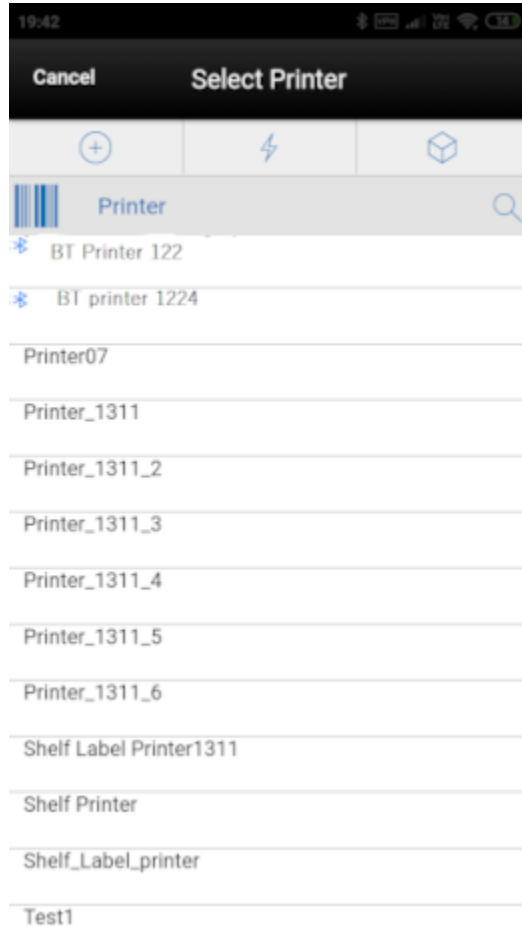 19:42
Cancel
Select Printer
Printer
BT Printer 122
BT printer 1224
Printer07
Printer_1311
Printer_1311_2
Printer_1311_3
Printer_1311_4
Printer_1311_5
Printer_1311_6
Shelf Label Printer1311
Shelf Printer
Shelf_Label_printer
Test1